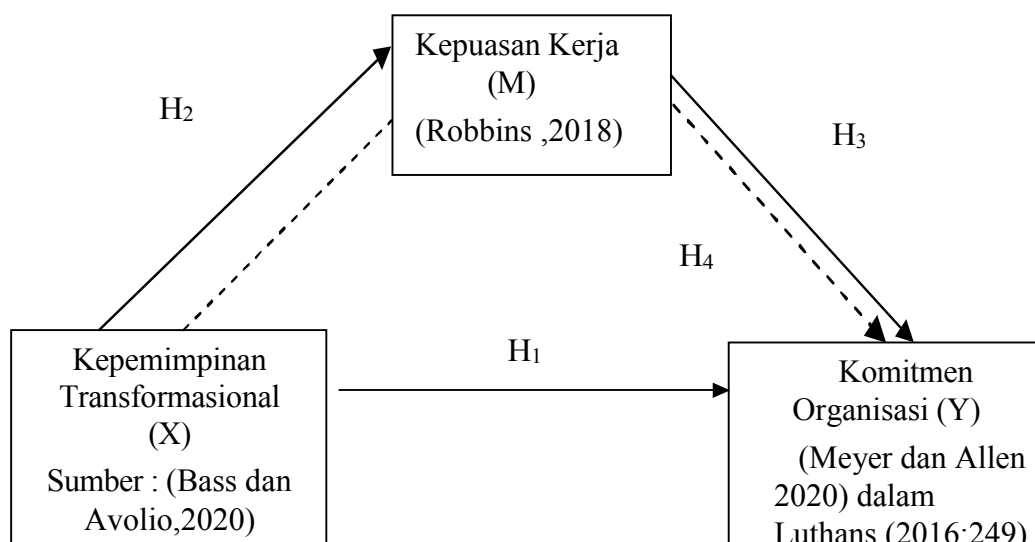 Kepuasan Kerja
(M)
(Robbins ,2018)
H2
H3
H4
H1
Kepemimpinan
Transformasional
(X)
Sumber : (Bass dan
Avolio,2020)
Komitmen
Organisasi (Y)
(Meyer dan Allen
2020) dalam
Luthans (2016:249)